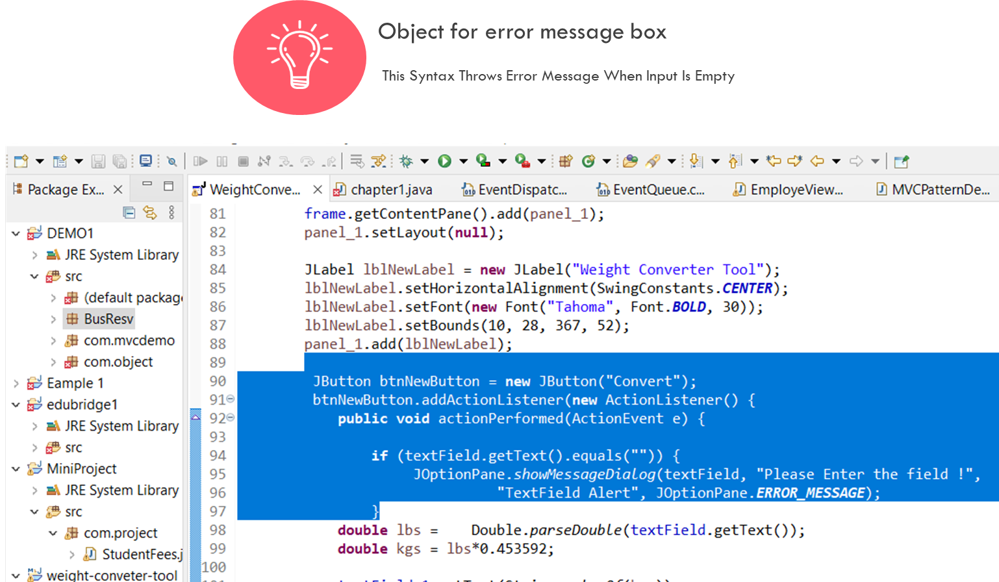 Object for error message box
This Syntax Throws Error Message When Input Is Empty
Package Ex...
WeightConve...
chapter1.java
EventDispatc...
EventQueue.c...
EmployeView...
MVCPatternDe...
DEMO1
JRE System Library
src
(default packag
BusResv
com.mvcdemo
com.object
Eample 1
edubridge1
JRE System Library
src
MiniProject
JRE System Library
src
com.project
StudentFees.j
weight-conveter-tool
81 frame.getContentPane().add(panel_1);
82 panel_1.setLayout(null);
83
84 JLabel lblNewLabel = new JLabel("Weight Converter Tool");
85 lblNewLabel.setHorizontalAlignment(SwingConstants.CENTER);
86 lblNewLabel.setFont(new Font("Tahoma", Font.BOLD, 30));
87 lblNewLabel.setBounds(10, 28, 367, 52);
88 panel_1.add(lblNewLabel);
89
90 JButton btnNewButton = new JButton("Convert");
91 btnNewButton.addActionListener(new ActionListener() {
92 public void actionPerformed(ActionEvent e) {
93
94 if (textField.getText().equals("")) {
95 JOptionPane.showMessageDialog(textField, "Please Enter the field !",
96 "TextField Alert", JOptionPane.ERROR_MESSAGE);
97 }
98 double lbs = Double.parseDouble(textField.getText());
99 double kgs = lbs*0.453592;
100